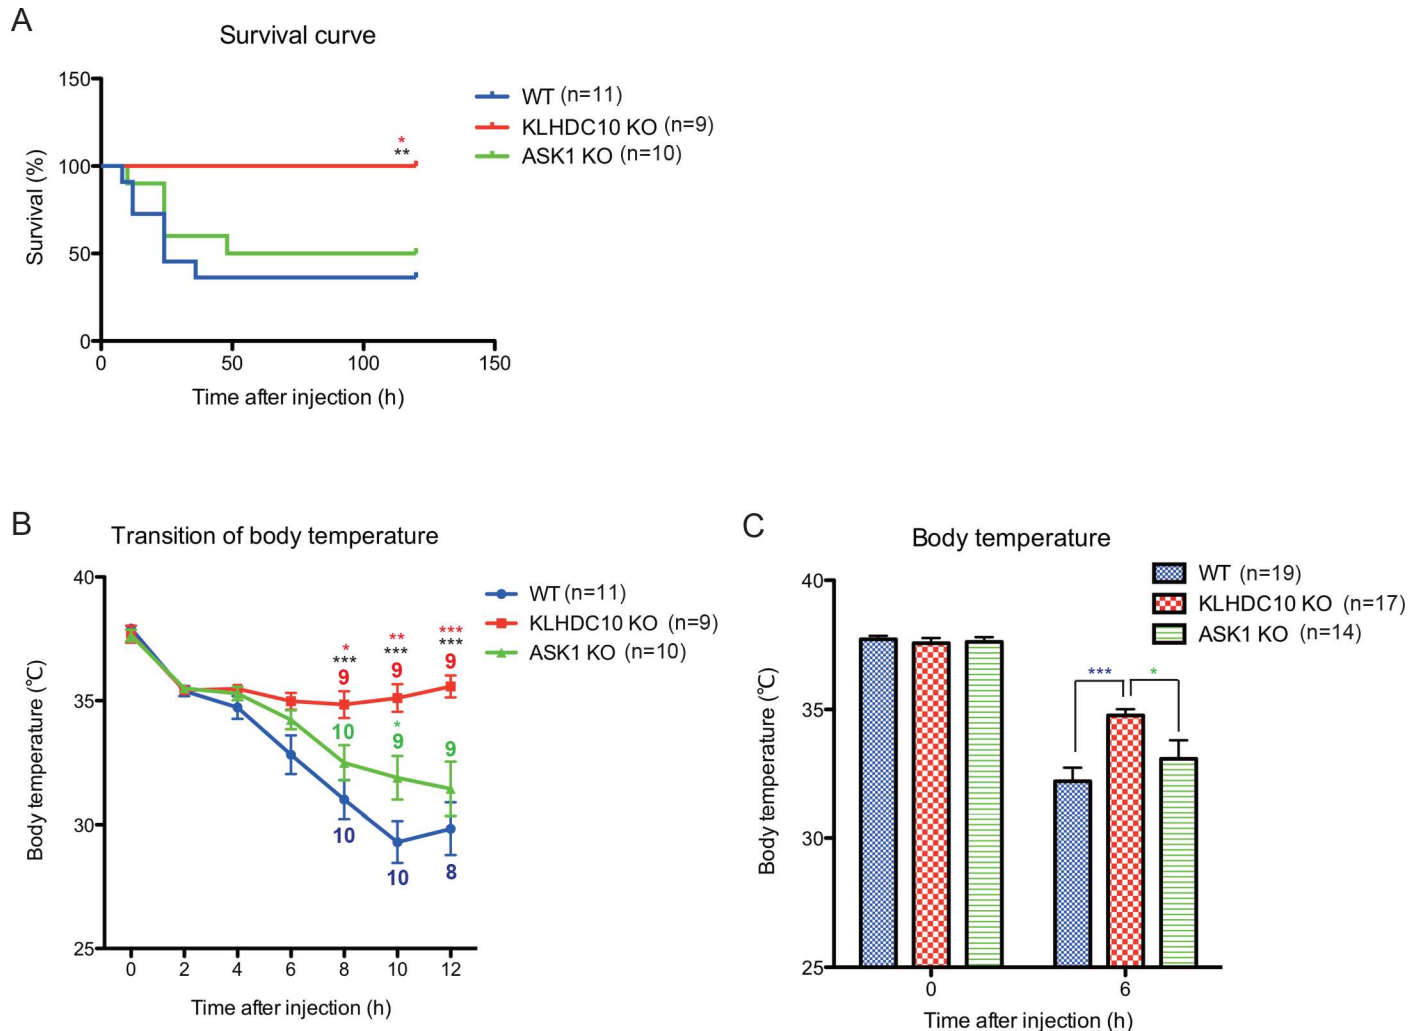 A
Survival curve
150
100
50
0
Survival (%)
0 50 100 150
Time after injection (h)
*
**
WT (n=11)
KLHDC10 KO (n=9)
ASK1 KO (n=10)
B
Transition of body temperature
40
35
30
25
Body temperature (℃)
0 2 4 6 8 10 12
Time after injection (h)
* ** ***
*** *** ***
9 9 9
10 * 9
9
10 10 8
WT (n=11)
KLHDC10 KO (n=9)
ASK1 KO (n=10)
C
Body temperature
WT (n=19)
KLHDC10 KO (n=17)
ASK1 KO (n=14)
40
35
30
25
Body temperature (℃)
*** *
0 6
Time after injection (h)